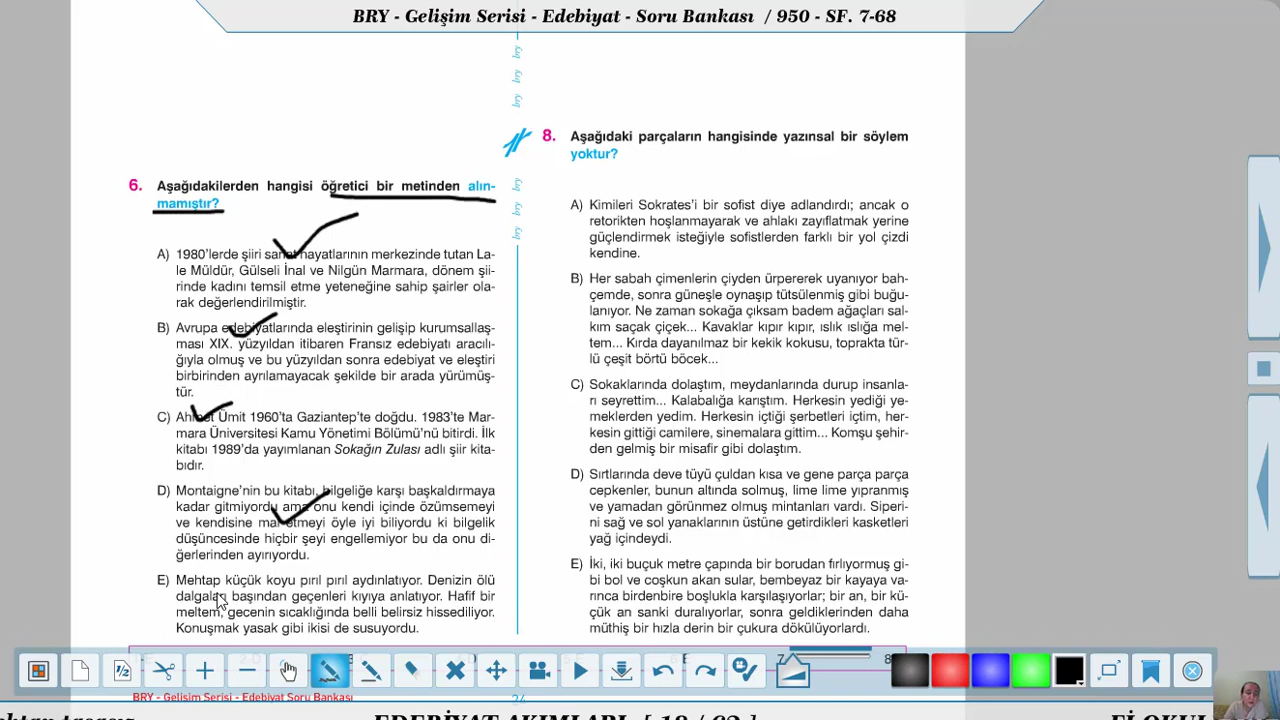 BRY - Gelişim Serisi - Edebiyat - Soru Bankası / 950 - SF. 7-68
bry bry bry
bry bry bry
6. Aşağıdakilerden hangisi öğretici bir metinden alın-
mamıştır?
A) 1980'lerde şiiri sanat hayatlarının merkezinde tutan La-
le Müldür, Gülseli İnal ve Nilgün Marmara, dönem şii-
rinde kadını temsil etme yeteneğine sahip şairler ola-
rak değerlendirilmiştir.
B) Avrupa edebiyatlarında eleştirinin gelişip kurumsallaş-
ması XIX. yüzyıldan itibaren Fransız edebiyatı aracılı-
ğıyla olmuş ve bu yüzyıldan sonra edebiyat ve eleştiri
birbirinden ayrılamayacak şekilde bir arada yürümüş-
tür.
C) Ahmet Ümit 1960'ta Gaziantep'te doğdu. 1983'te Mar-
mara Üniversitesi Kamu Yönetimi Bölümü'nü bitirdi. İlk
kitabı 1989'da yayımlanan Sokağın Zulası adlı şiir kita-
bıdır.
D) Montaigne'nin bu kitabı, bilgeliğe karşı başkaldırmaya
kadar gitmiyordu ama onu kendi içinde özümsemeyi
ve kendisine mal etmeyi öyle iyi biliyordu ki bilgelik
düşüncesinde hiçbir şeyi engellemiyor bu da onu di-
ğerlerinden ayırıyordu.
E) Mehtap küçük koyu pırıl pırıl aydınlatıyor. Denizin ölü
dalgaları başından geçenleri kıyıya anlatıyor. Hafif bir
meltem, gecenin sıcaklığında belli belirsiz hissediliyor.
Konuşmak yasak gibi ikisi de susuyordu.
8. Aşağıdaki parçaların hangisinde yazınsal bir söylem
yoktur?
A) Kimileri Sokrates'i bir sofist diye adlandırdı; ancak o
retorikten hoşlanmayarak ve ahlakı zayıflatmak yerine
güçlendirmek isteğiyle sofistlerden farklı bir yol çizdi
kendine.
B) Her sabah çimenlerin çiyden ürpererek uyanıyor bah-
çemde, sonra güneşle oynaşıp tütsülenmiş gibi buğu-
lanıyor. Ne zaman sokağa çıksam badem ağaçları sal-
kım saçak çiçek... Kavaklar kıpır kıpır, ıslık ıslığa mel-
tem... Kırda dayanılmaz bir kekik kokusu, toprakta tür-
lü çeşit börtü böcek...
C) Sokaklarında dolaştım, meydanlarında durup insanla-
rı seyrettim... Kalabalığa karıştım. Herkesin yediği ye-
meklerden yedim. Herkesin içtiği şerbetleri içtim, her-
kesin gittiği camilere, sinemalara gittim... Komşu şehir-
den gelmiş bir misafir gibi dolaştım.
D) Sırtlarında deve tüyü çuldan kısa ve gene parça parça
cepkenler, bunun altında solmuş, lime lime yıpranmış
ve yamadan görünmez olmuş mintanları vardı. Siperi-
ni sağ ve sol yanaklarının üstüne getirdikleri kasketleri
yağ içindeydi.
E) İki, iki buçuk metre çapında bir borudan fırlıyormuş gi-
bi bol ve coşkun akan sular, bembeyaz bir kayaya va-
rınca birdenbire boşlukla karşılaşıyorlar; bir an, bir kü-
çük an sanki duralıyorlar, sonra geldiklerinden daha
müthiş bir hızla derin bir çukura dökülüyorlardı.
BRY - Gelişim Serisi - Edebiyat Soru Bankası
EDEBİYAT AKIMLARI [ 18 / 62 ]